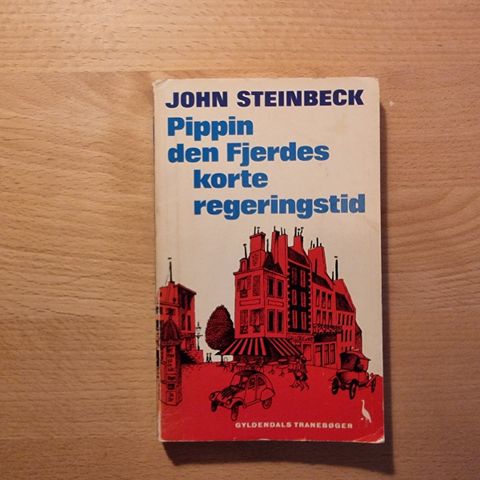 JOHN STEINBECK
Pippin
den Fjerdes
korte
regeringstid
GYLDENDALS TRANEBØGER